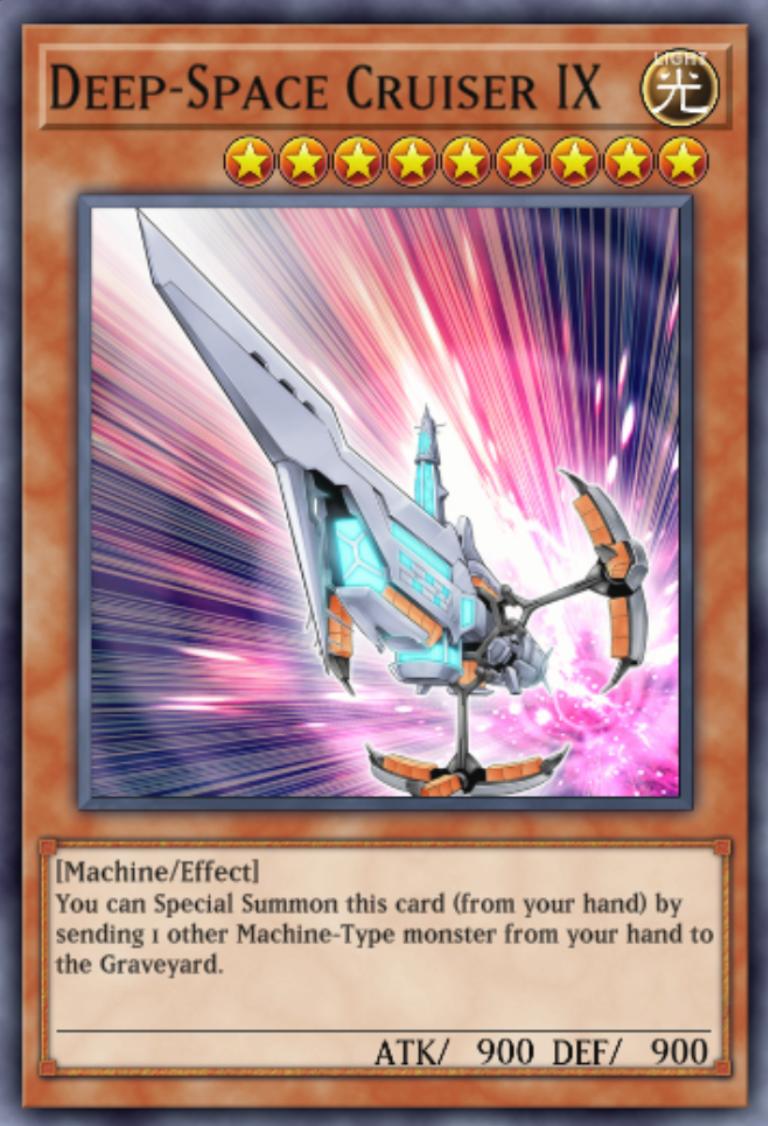 Deep-Space Cruiser IX
LIGHT
光
[Machine/Effect]
You can Special Summon this card (from your hand) by
sending 1 other Machine-Type monster from your hand to
the Graveyard.
ATK/ 900 DEF/ 900